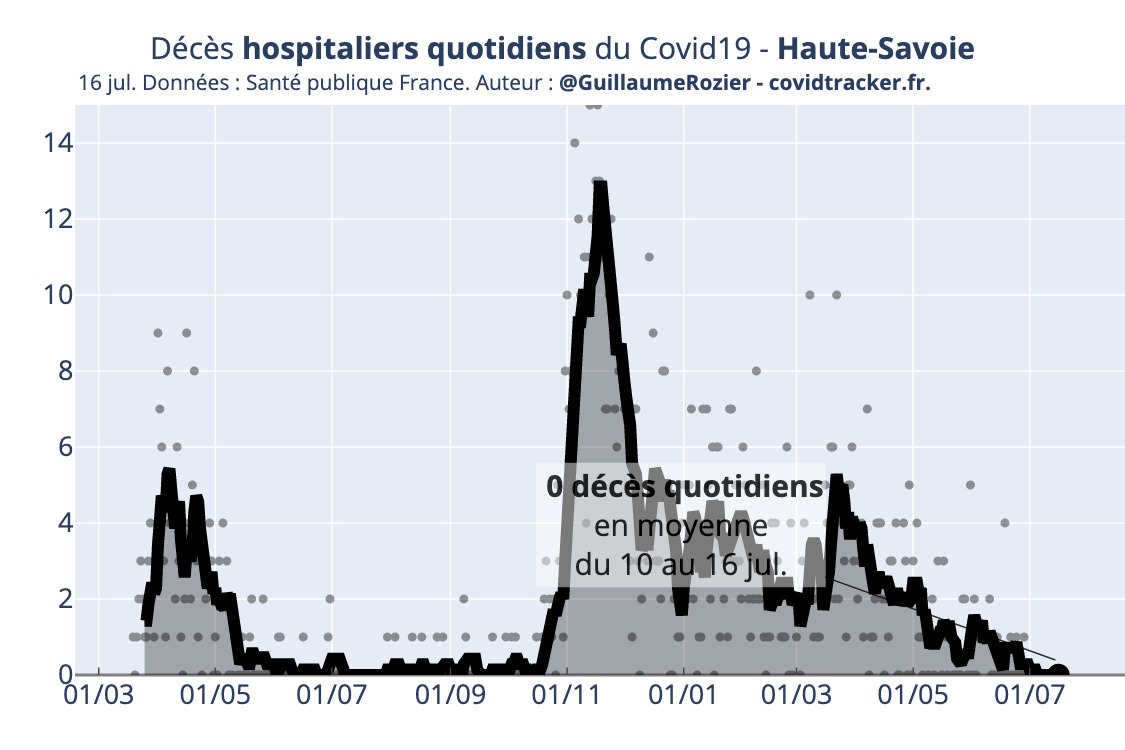 Décès hospitaliers quotidiens du Covid19 - Haute-Savoie
16 jul. Données : Santé publique France. Auteur : @GuillaumeRozier - covidtracker.fr.
14
12
10
8
6
0 décès quotidiens
4
en moyenne
du 10 au 16 jul.
2
0
01/03 01/05 01/07 01/09 01/11 01/01 01/03 01/05 01/07